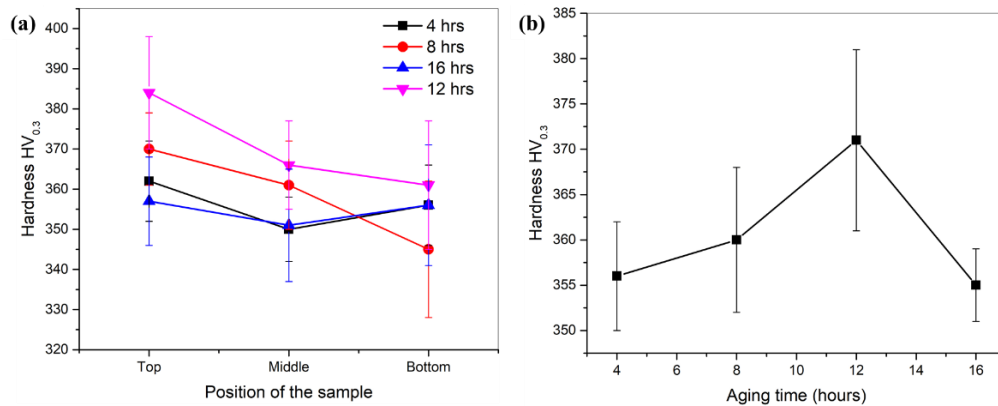 (a)
4 hrs
8 hrs
16 hrs
12 hrs
Hardness HV0.3
400
390
380
370
360
350
340
330
320
Top Middle Bottom
Position of the sample
(b)
Hardness HV0.3
385
380
375
370
365
360
355
350
4 6 8 10 12 14 16
Aging time (hours)